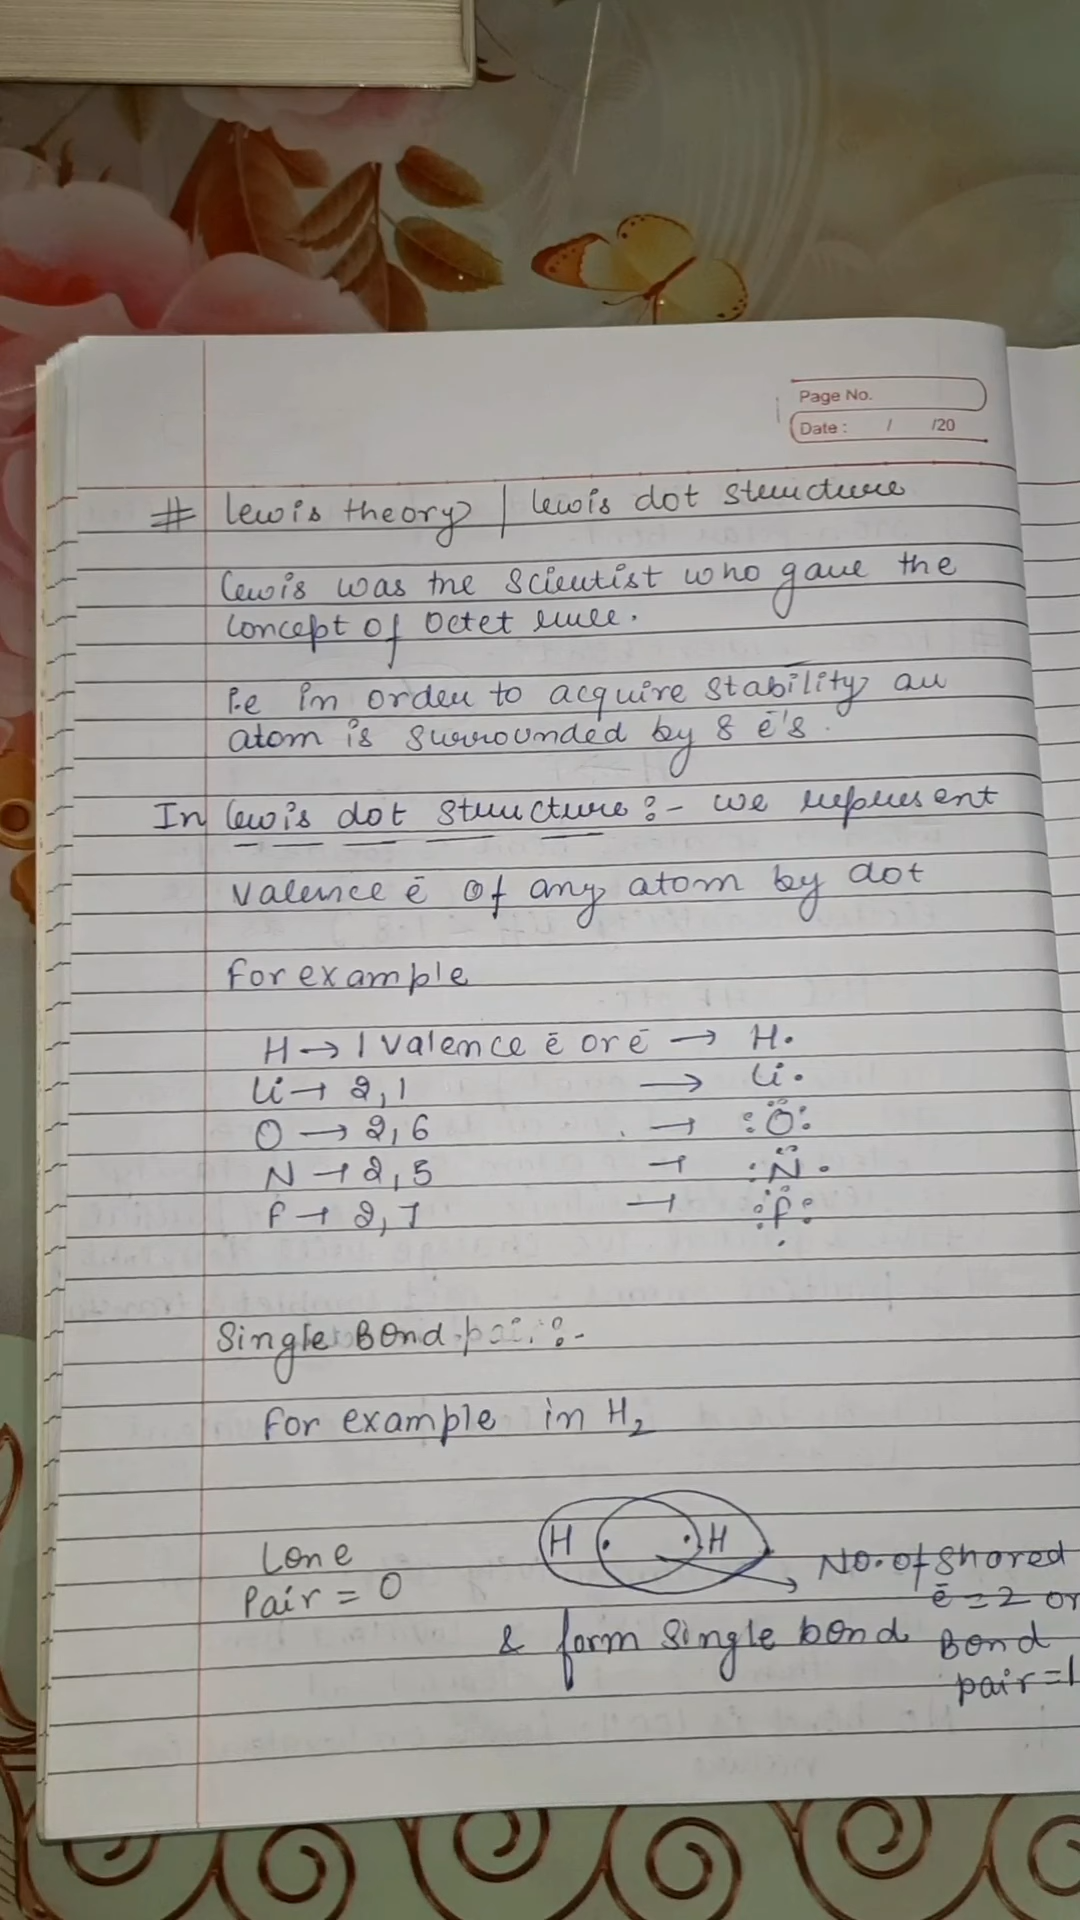 Page No.
Date : / /20
# Lewis theory | Lewis dot structure
Lewis was the scientist who gave the
concept of octet rule.
i.e in order to acquire stability an
atom is surrounded by 8 ē's.
In Lewis dot structure :- we represent
valence ē of any atom by dot
for example
H → 1 valence ē or ē → H.
Li → 2,1 → Li.
O → 2,6 → :Ö:
N → 2,5 → :N̈.
F → 2,7 → :F̈:
Single Bond :-
for example in H₂
H . . H
Lone
Pair = 0
No. of shared
ē = 2 or
& form single bond Bond
pair = 1